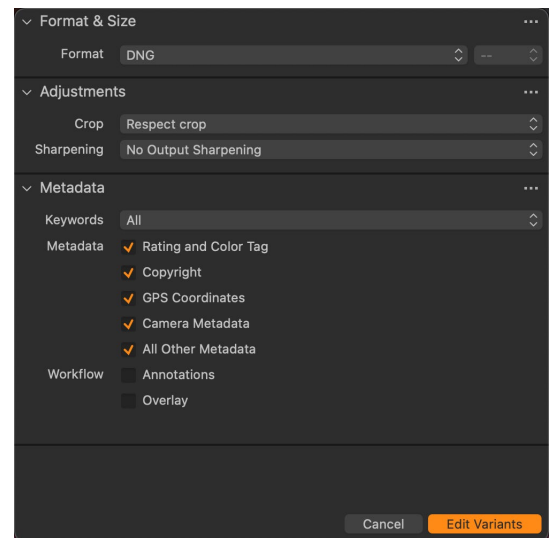 Format & Size
Format DNG --
Adjustments
Crop Respect crop
Sharpening No Output Sharpening
Metadata
Keywords All
Metadata Rating and Color Tag
Copyright
GPS Coordinates
Camera Metadata
All Other Metadata
Workflow Annotations
Overlay
Cancel Edit Variants